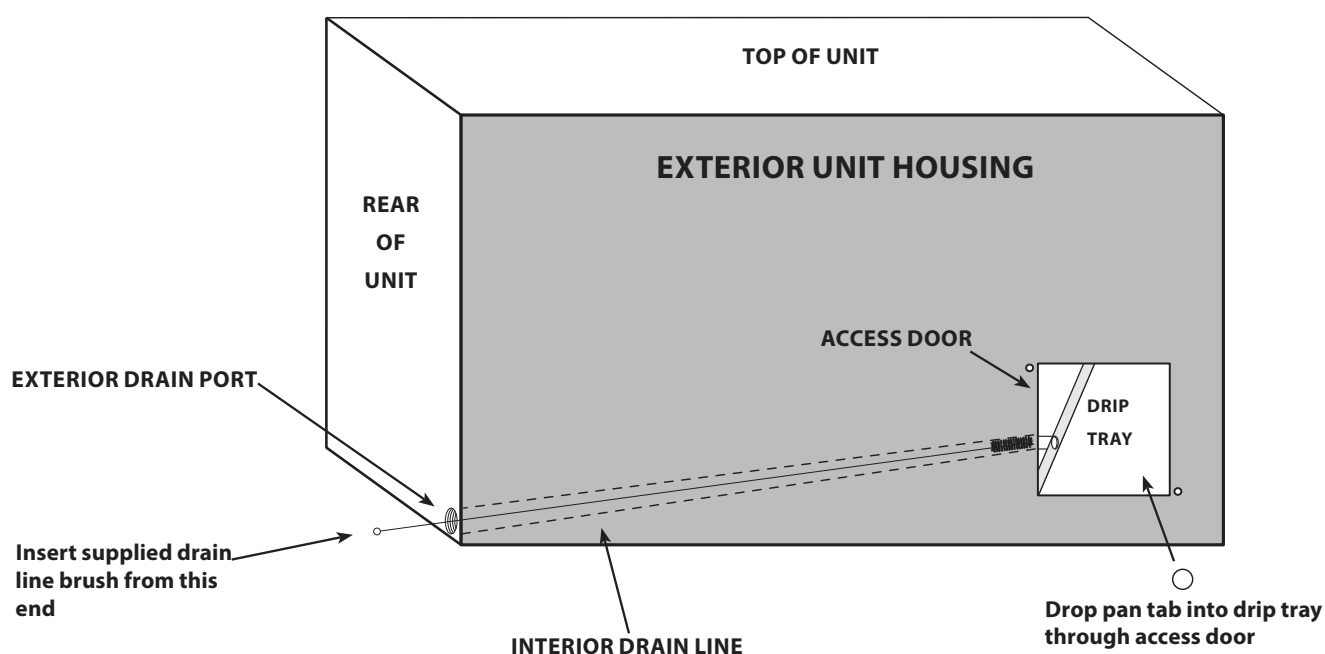 TOP OF UNIT
EXTERIOR UNIT HOUSING
REAR
OF
UNIT
ACCESS DOOR
EXTERIOR DRAIN PORT
DRIP
TRAY
Insert supplied drain
line brush from this
end
INTERIOR DRAIN LINE
Drop pan tab into drip tray
through access door